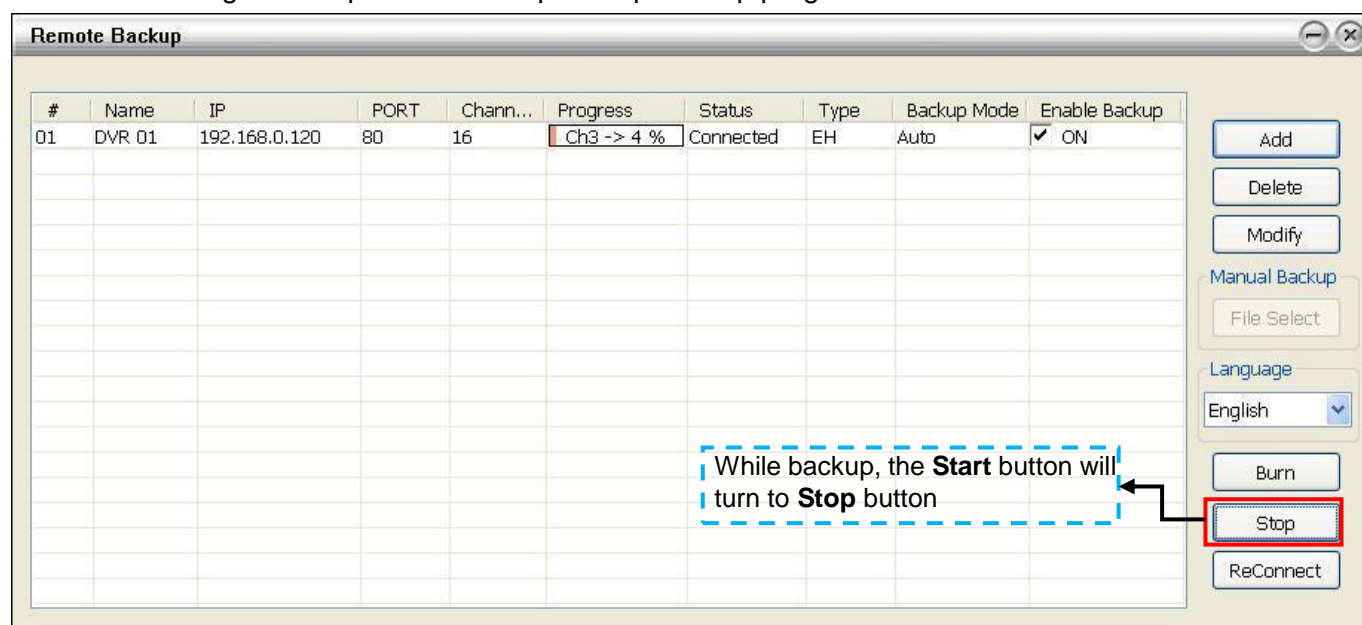 Remote Backup
# Name IP PORT Chann... Progress Status Type Backup Mode Enable Backup
01 DVR 01 192.168.0.120 80 16 Ch3 -> 4 % Connected EH Auto ON
Add
Delete
Modify
Manual Backup
File Select
Language
English
While backup, the Start button will
turn to Stop button
Burn
Stop
ReConnect